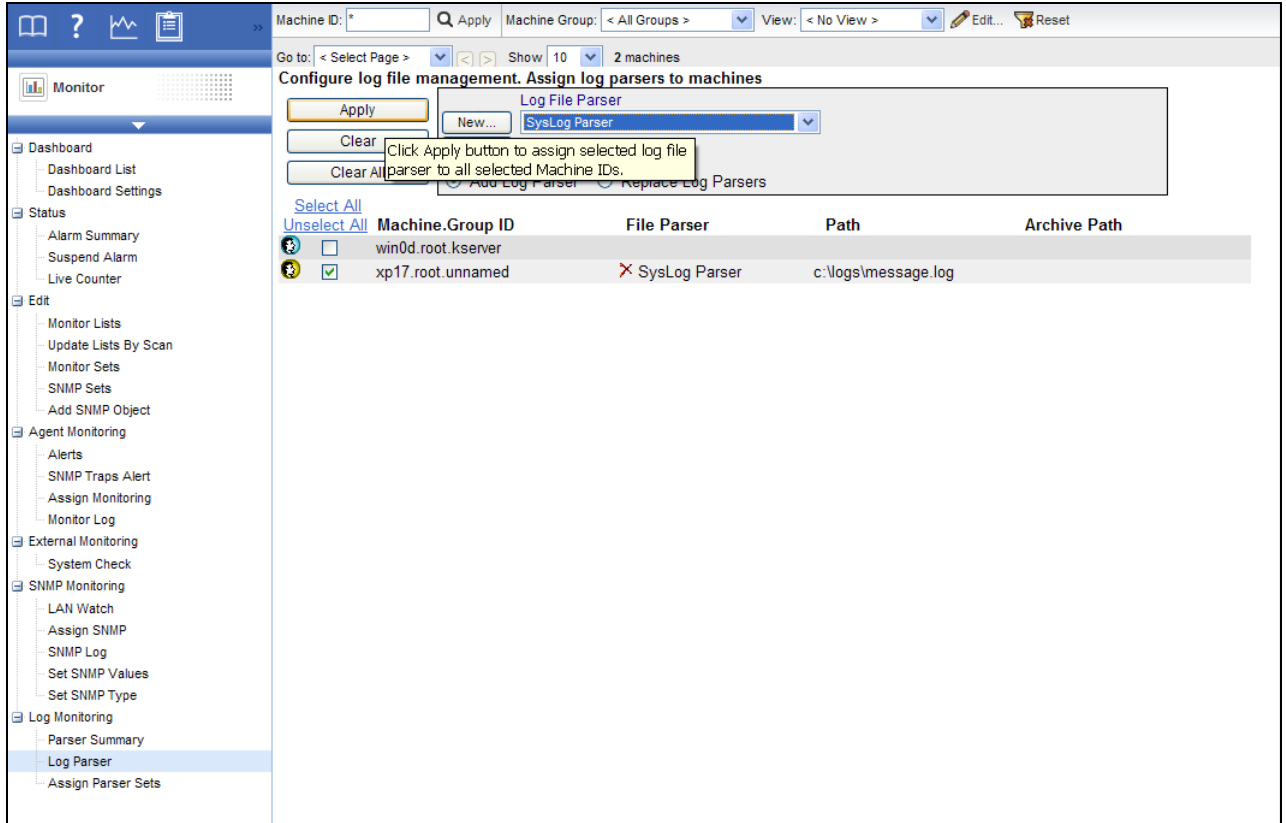 Machine ID: * Apply Machine Group: < All Groups > View: < No View > Edit... Reset
Go to: < Select Page > < > Show 10 2 machines
Configure log file management. Assign log parsers to machines
Monitor
Dashboard
Dashboard List
Dashboard Settings
Status
Alarm Summary
Suspend Alarm
Live Counter
Edit
Monitor Lists
Update Lists By Scan
Monitor Sets
SNMP Sets
Add SNMP Object
Agent Monitoring
Alerts
SNMP Traps Alert
Assign Monitoring
Monitor Log
External Monitoring
System Check
SNMP Monitoring
LAN Watch
Assign SNMP
SNMP Log
Set SNMP Values
Set SNMP Type
Log Monitoring
Parser Summary
Log Parser
Assign Parser Sets
Apply
Clear
Clear All
Log File Parser
New... SysLog Parser
Click Apply button to assign selected log file
parser to all selected Machine IDs.
Add Log Parser Replace Log Parsers
Select All
Unselect All Machine.Group ID File Parser Path Archive Path
win0d.root.kserver
xp17.root.unnamed SysLog Parser c:\logs\message.log